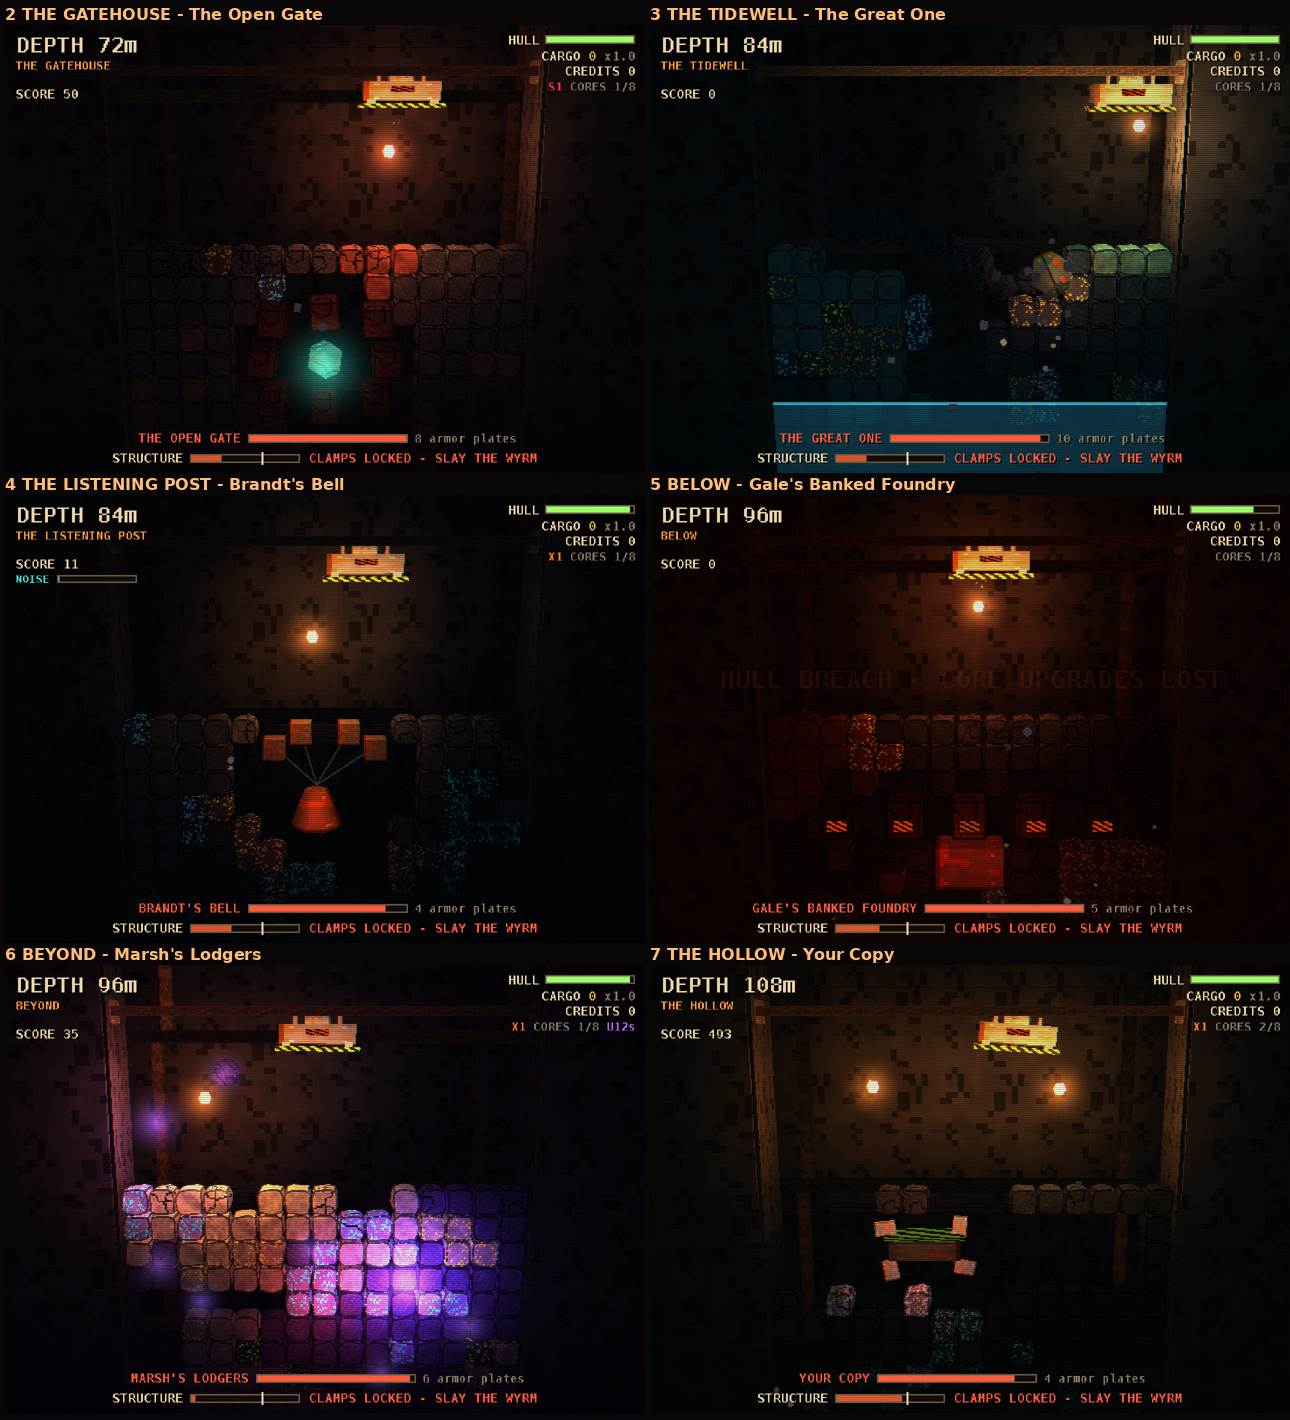 2 THE GATEHOUSE - The Open Gate
DEPTH 72m
THE GATEHOUSE
SCORE 50
HULL
CARGO 0 x1.0
CREDITS 0
S1 CORES 1/8
THE OPEN GATE 8 armor plates
STRUCTURE CLAMPS LOCKED - SLAY THE WYRM
3 THE TIDEWELL - The Great One
DEPTH 84m
THE TIDEWELL
SCORE 0
HULL
CARGO 0 x1.0
CREDITS 0
CORES 1/8
THE GREAT ONE 10 armor plates
STRUCTURE CLAMPS LOCKED - SLAY THE WYRM
4 THE LISTENING POST - Brandt's Bell
DEPTH 84m
THE LISTENING POST
SCORE 11
NOISE
HULL
CARGO 0 x1.0
CREDITS 0
X1 CORES 1/8
BRANDT'S BELL 4 armor plates
STRUCTURE CLAMPS LOCKED - SLAY THE WYRM
5 BELOW - Gale's Banked Foundry
DEPTH 96m
BELOW
SCORE 0
HULL
CARGO 0 x1.0
CREDITS 0
CORES 1/8
HULL BREACH - CORE UPGRADES LOST
GALE'S BANKED FOUNDRY 5 armor plates
STRUCTURE CLAMPS LOCKED - SLAY THE WYRM
6 BEYOND - Marsh's Lodgers
DEPTH 96m
BEYOND
SCORE 35
HULL
CARGO 0 x1.0
CREDITS 0
X1 CORES 1/8 U12s
MARSH'S LODGERS 6 armor plates
STRUCTURE CLAMPS LOCKED - SLAY THE WYRM
7 THE HOLLOW - Your Copy
DEPTH 108m
THE HOLLOW
SCORE 493
HULL
CARGO 0 x1.0
CREDITS 0
X1 CORES 2/8
YOUR COPY 4 armor plates
STRUCTURE CLAMPS LOCKED - SLAY THE WYRM